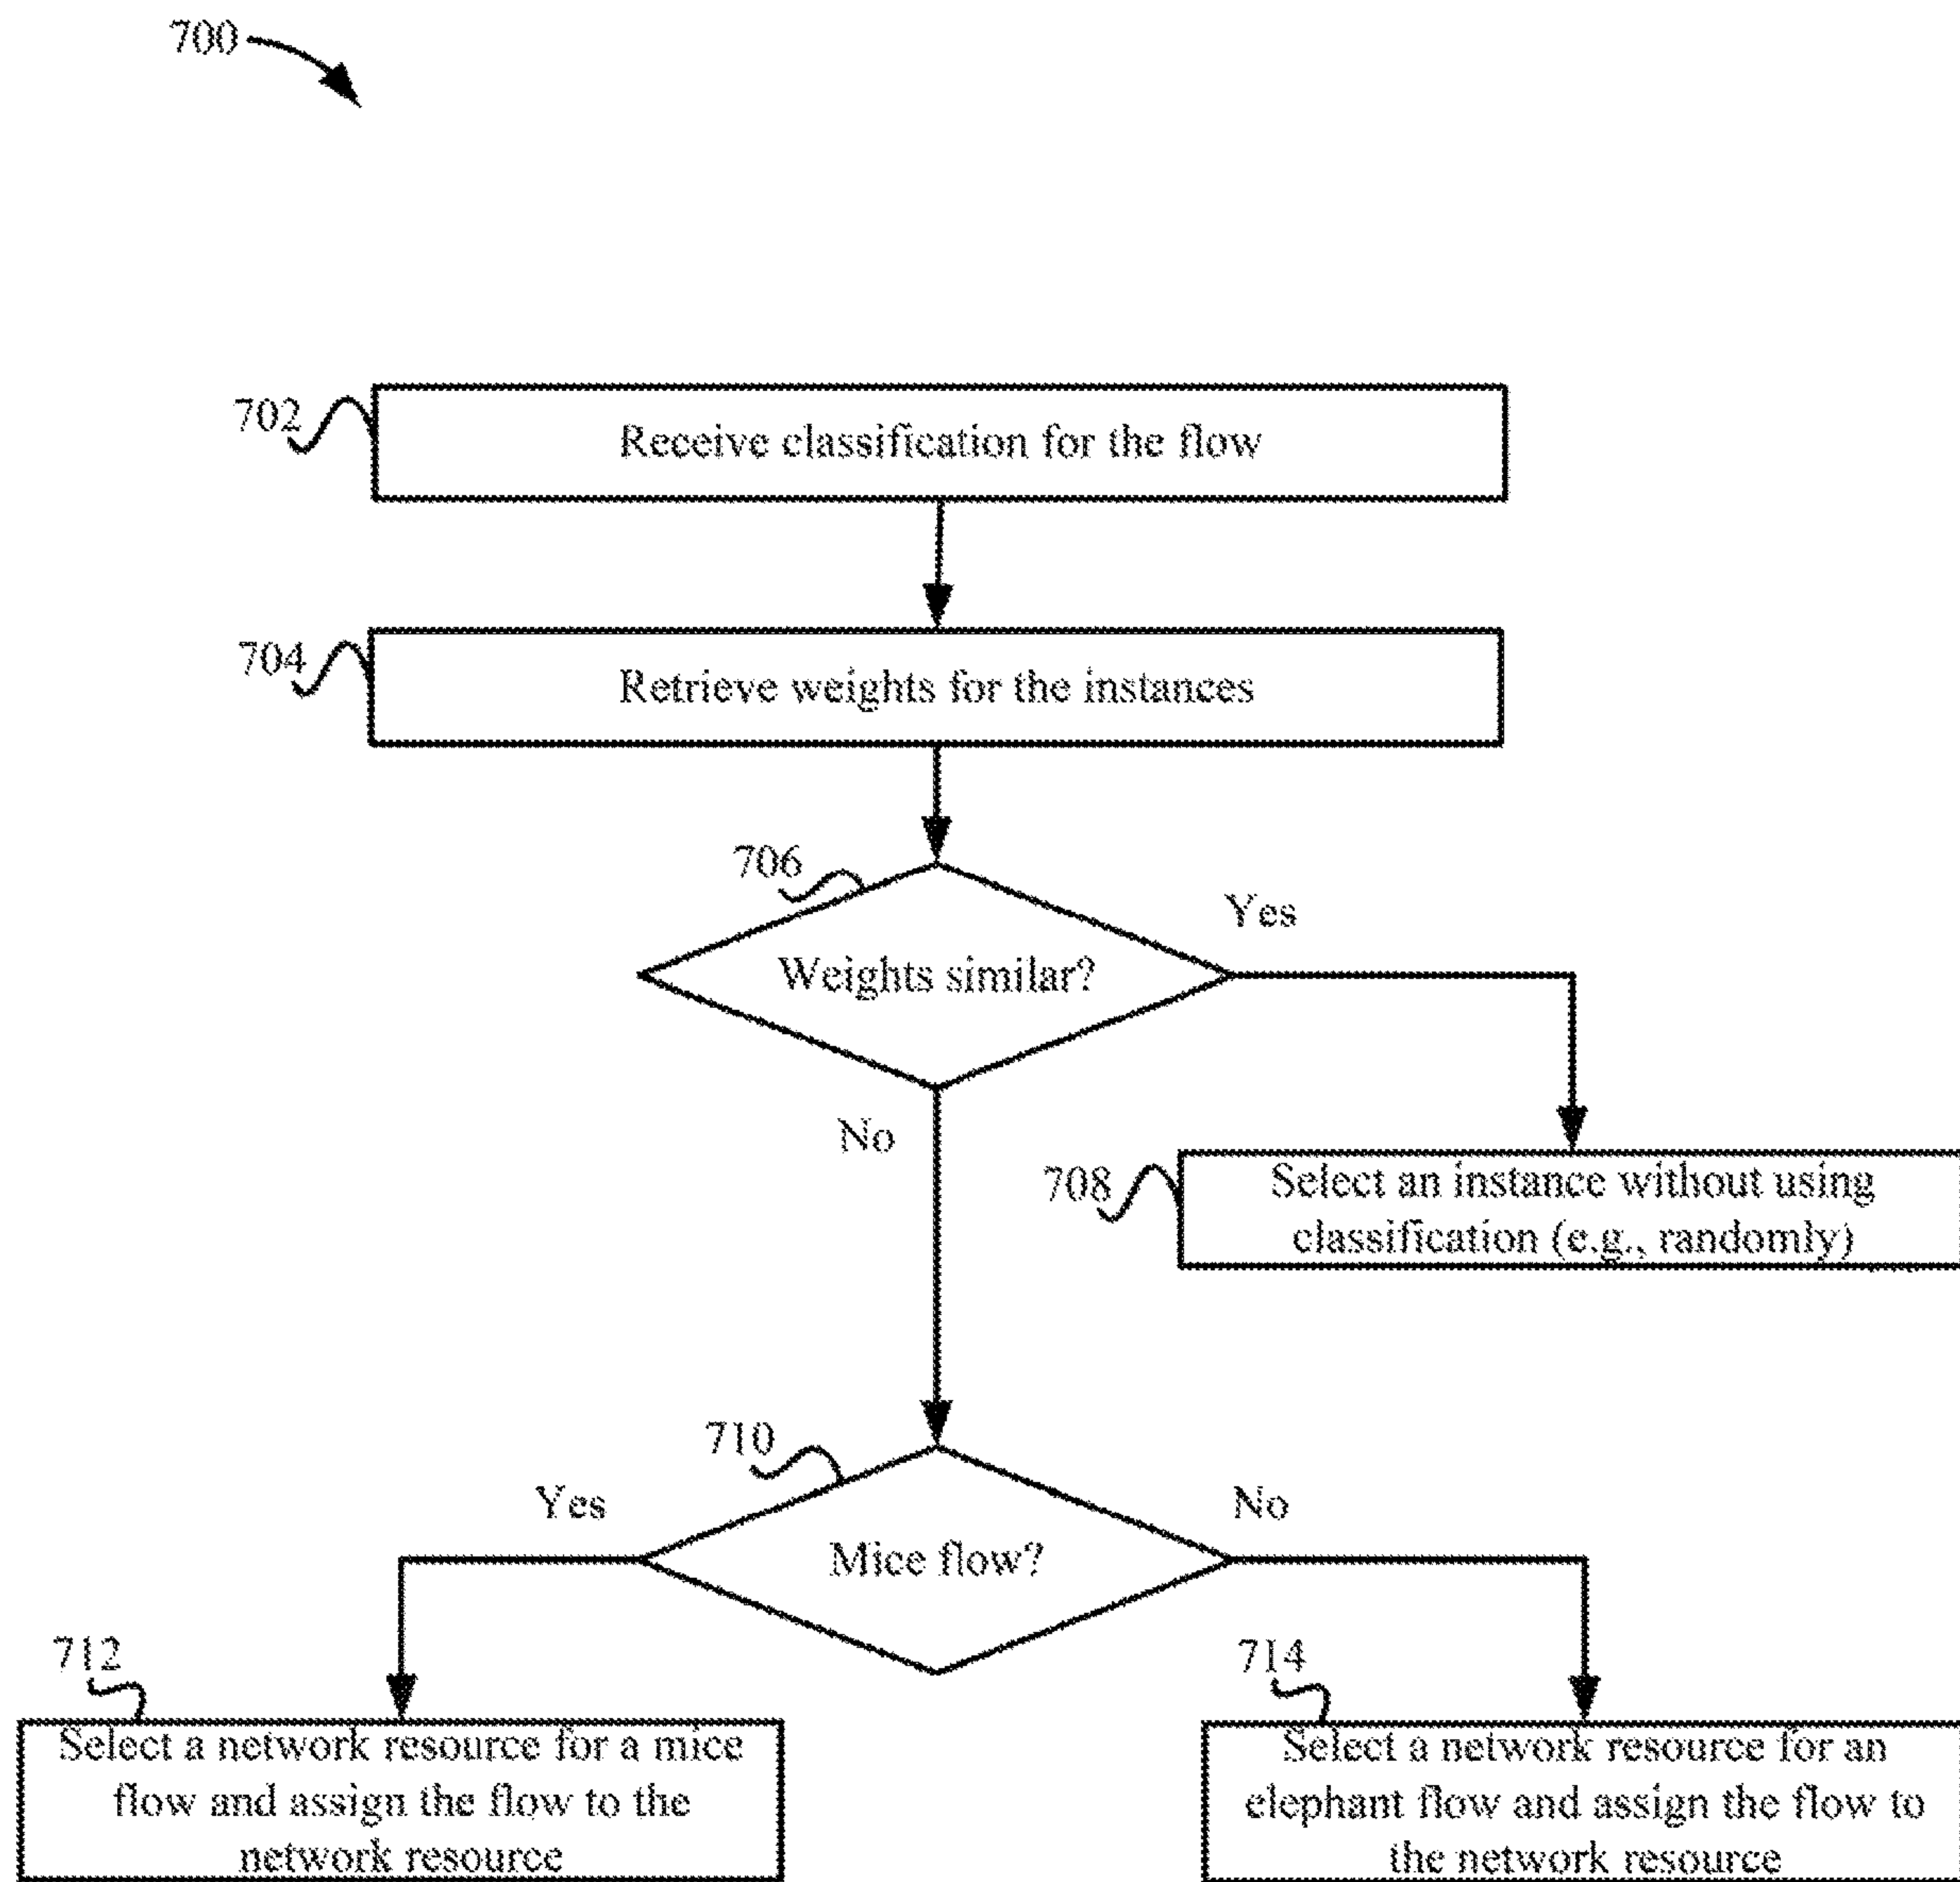 700
702
Receive classification for the flow
704
Retrieve weights for the instances
706
Yes
Weights similar?
No
708
Select an instance without using
classification (e.g., randomly)
710
Yes
No
Mice flow?
712
Select a network resource for a mice
flow and assign the flow to the
network resource
714
Select a network resource for an
elephant flow and assign the flow to
the network resource